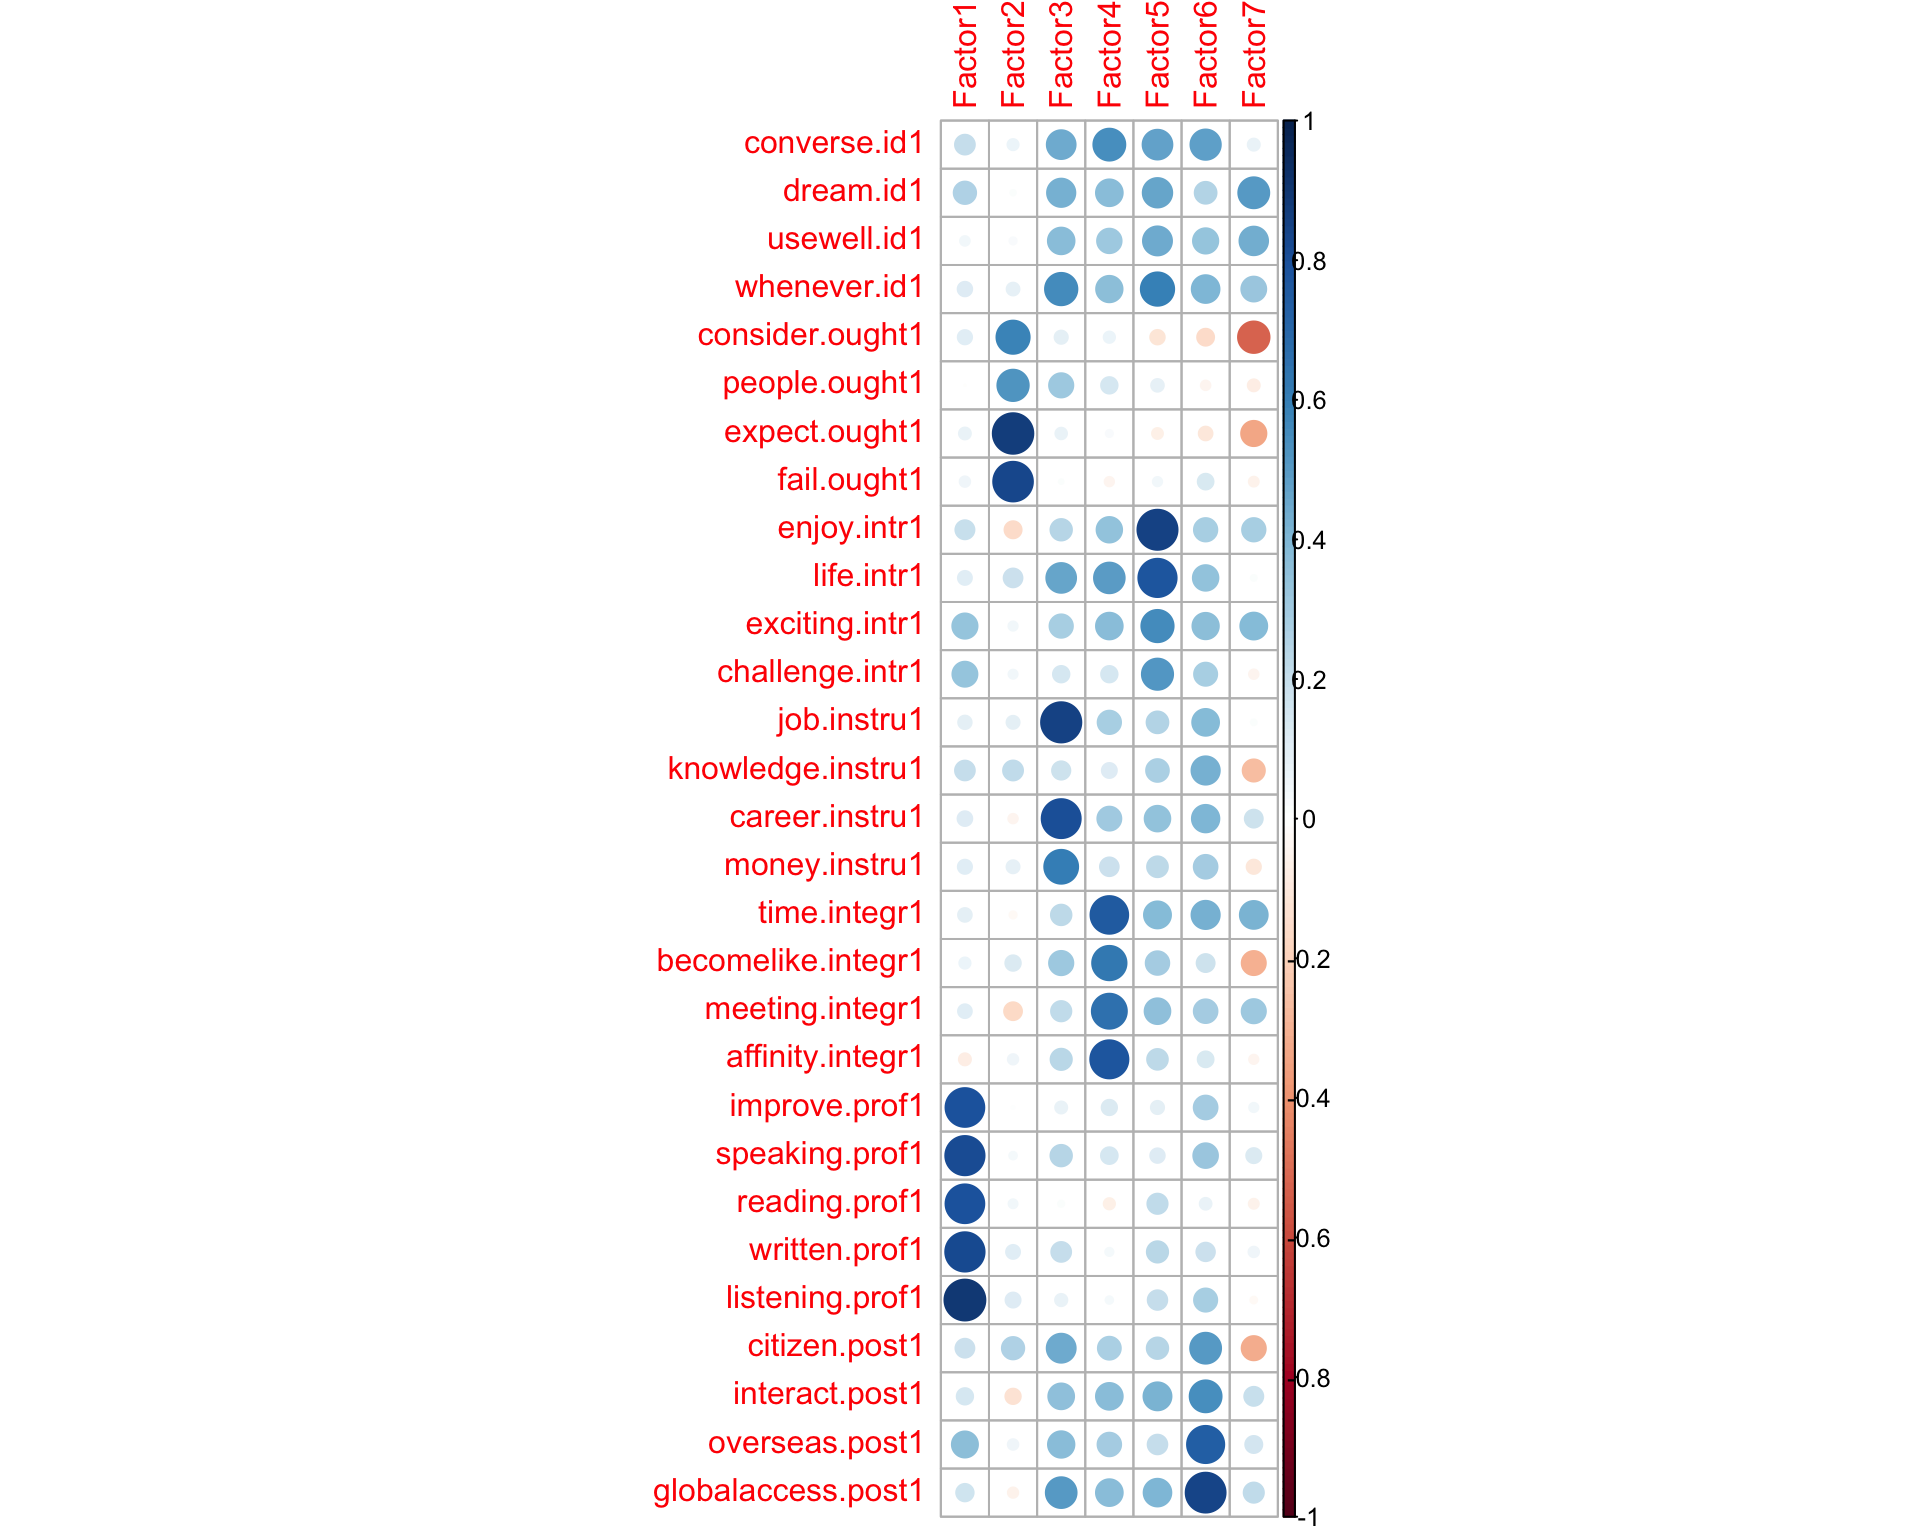 Factor1 Factor2 Factor3 Factor4 Factor5 Factor6 Factor7
converse.id1
dream.id1
usewell.id1
whenever.id1
consider.ought1
people.ought1
expect.ought1
fail.ought1
enjoy.intr1
life.intr1
exciting.intr1
challenge.intr1
job.instru1
knowledge.instru1
career.instru1
money.instru1
time.integr1
becomelike.integr1
meeting.integr1
affinity.integr1
improve.prof1
speaking.prof1
reading.prof1
written.prof1
listening.prof1
citizen.post1
interact.post1
overseas.post1
globalaccess.post1
1
0.8
0.6
0.4
0.2
0
-0.2
-0.4
-0.6
-0.8
-1